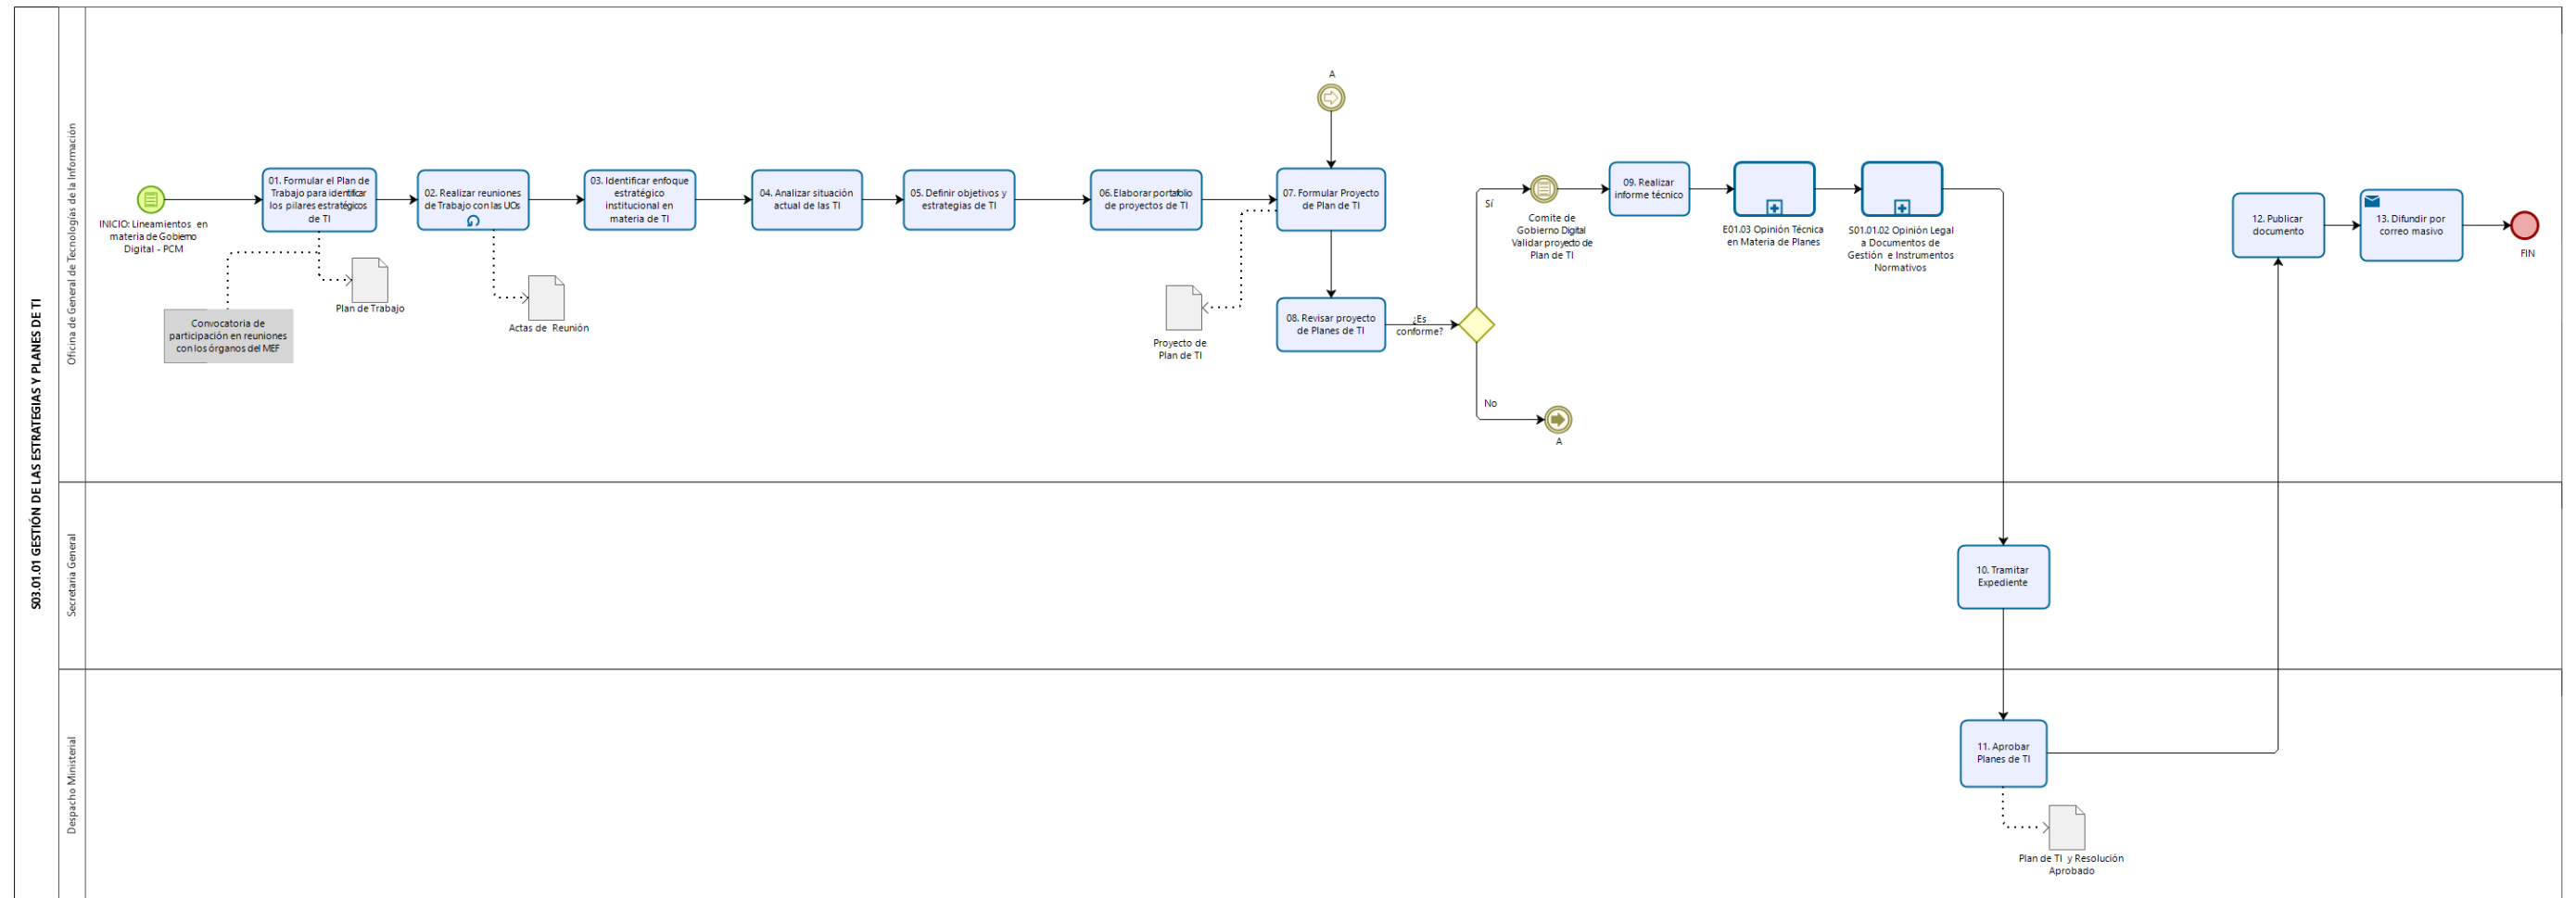 S03.01.01 GESTIÓN DE LAS ESTRATEGIAS Y PLANES DE TI
Oficina de General de Tecnologías de la Información
INICIO: Lineamientos en
materia de Gobierno
Digital - PCM
01. Formular el Plan de
Trabajo para identificar
los pilares estratégicos
de TI
Convocatoria de
participación en reuniones
con los órganos del MEF
Plan de Trabajo
02. Realizar reuniones
de Trabajo con las UOs
Actas de Reunión
03. Identificar enfoque
estratégico
institucional en
materia de TI
04. Analizar situación
actual de las TI
05. Definir objetivos y
estrategias de TI
06. Elaborar portafolio
de proyectos de TI
A
07. Formular Proyecto
de Plan de TI
Proyecto de
Plan de TI
08. Revisar proyecto
de Planes de TI
¿Es
conforme?
Sí
No
A
Comite de
Gobierno Digital
Validar proyecto de
Plan de TI
09. Realizar
informe técnico
E01.03 Opinión Técnica
en Materia de Planes
S01.01.02 Opinión Legal
a Documentos de
Gestión e Instrumentos
Normativos
12. Publicar
documento
13. Difundir por
correo masivo
FIN
Secretaria General
10. Tramitar
Expediente
Despacho Ministerial
11. Aprobar
Planes de TI
Plan de TI y Resolución
Aprobado